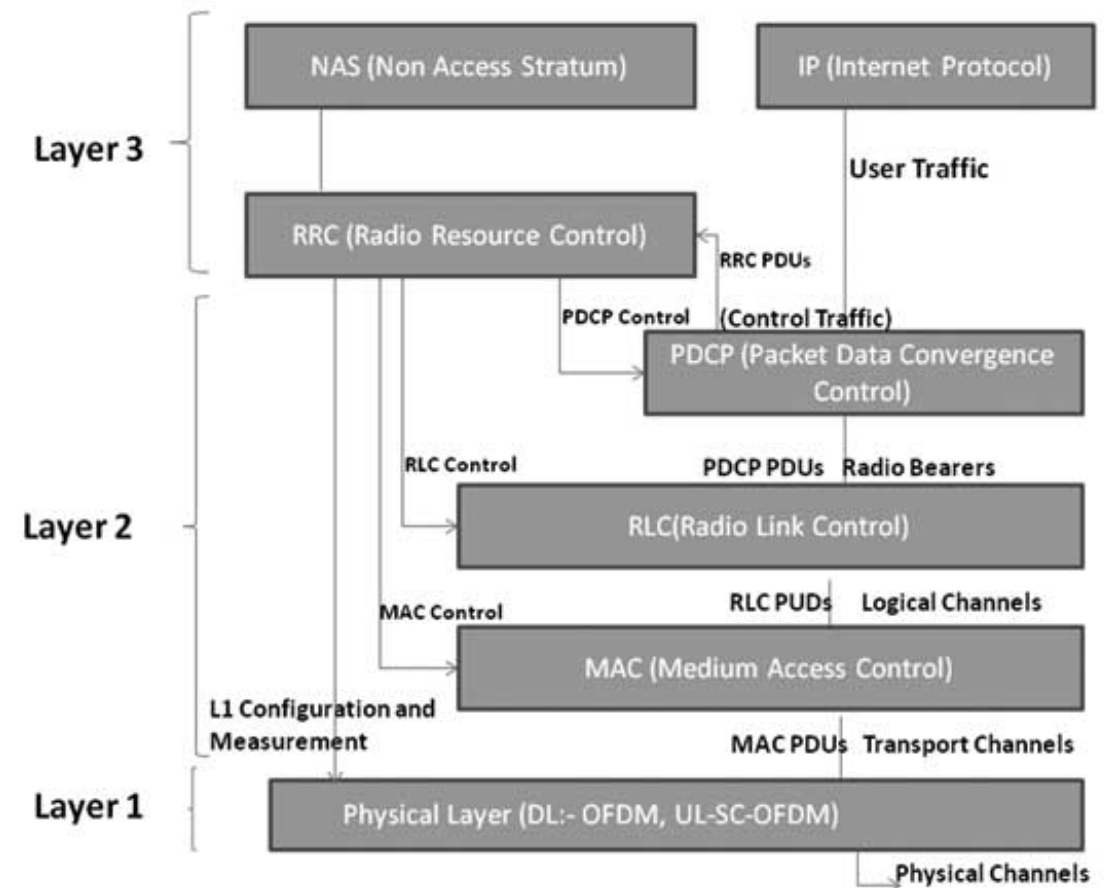 NAS (Non Access Stratum)
IP (Internet Protocol)
Layer 3
User Traffic
RRC (Radio Resource Control)
RRC PDUs
PDCP Control
(Control Traffic)
PDCP (Packet Data Convergence
Control)
RLC Control
PDCP PDUs Radio Bearers
Layer 2
RLC(Radio Link Control)
RLC PUDs Logical Channels
MAC Control
MAC (Medium Access Control)
L1 Configuration and
Measurement
MAC PDUs Transport Channels
Layer 1
Physical Layer (DL:- OFDM, UL-SC-OFDM)
Physical Channels